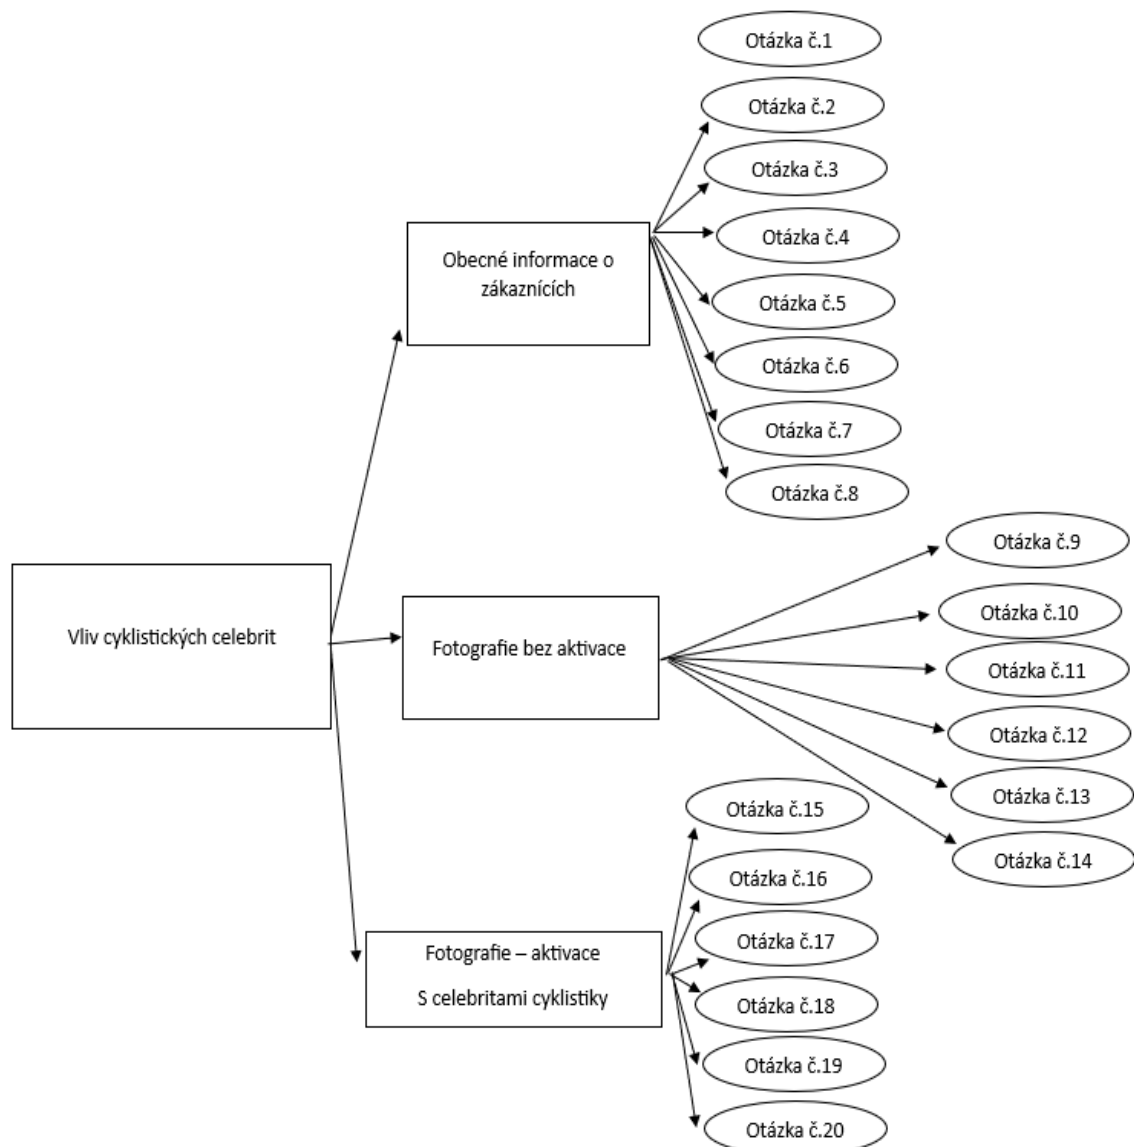 Otázka č.1
Otázka č.2
Otázka č.3
Otázka č.4
Otázka č.5
Otázka č.6
Otázka č.7
Otázka č.8
Obecné informace o
zákaznících
Vliv cyklistických celebrit
Fotografie bez aktivace
Otázka č.9
Otázka č.10
Otázka č.11
Otázka č.12
Otázka č.13
Otázka č.14
Fotografie – aktivace
S celebritami cyklistiky
Otázka č.15
Otázka č.16
Otázka č.17
Otázka č.18
Otázka č.19
Otázka č.20